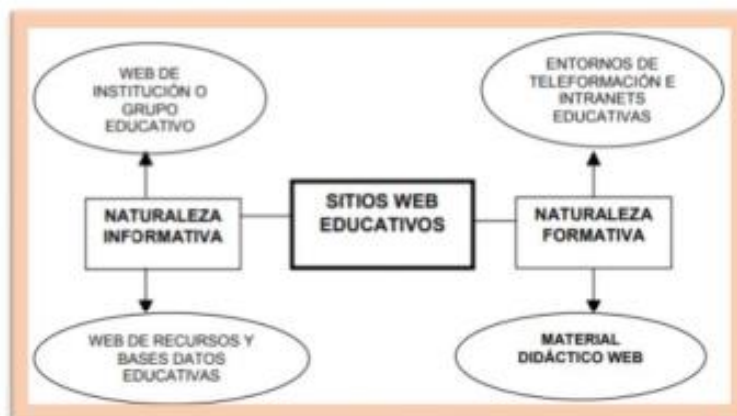 WEB DE
INSTITUCIÓN O
GRUPO
EDUCATIVO
ENTORNOS DE
TELEFORMACIÓN E
INTRANETS
EDUCATIVAS
SITIOS WEB
EDUCATIVOS
NATURALEZA
INFORMATIVA
NATURALEZA
FORMATIVA
WEB DE RECURSOS Y
BASES DATOS
EDUCATIVAS
MATERIAL
DIDÁCTICO WEB